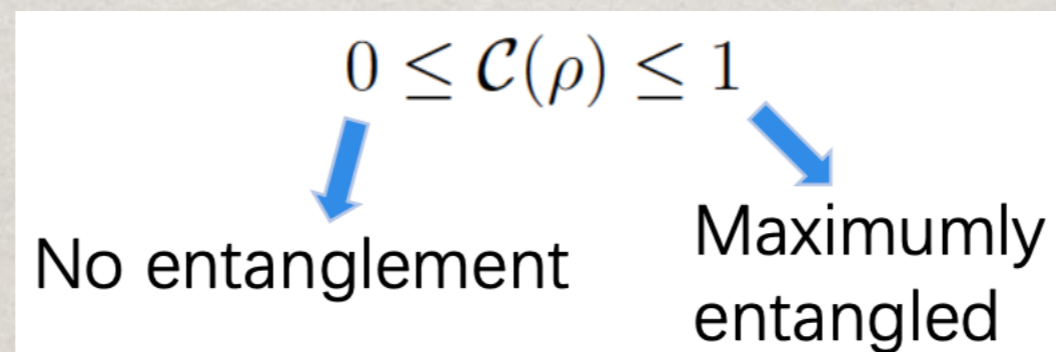 0 ≤ 𝒞(ρ) ≤ 1
No entanglement
Maximumly
entangled